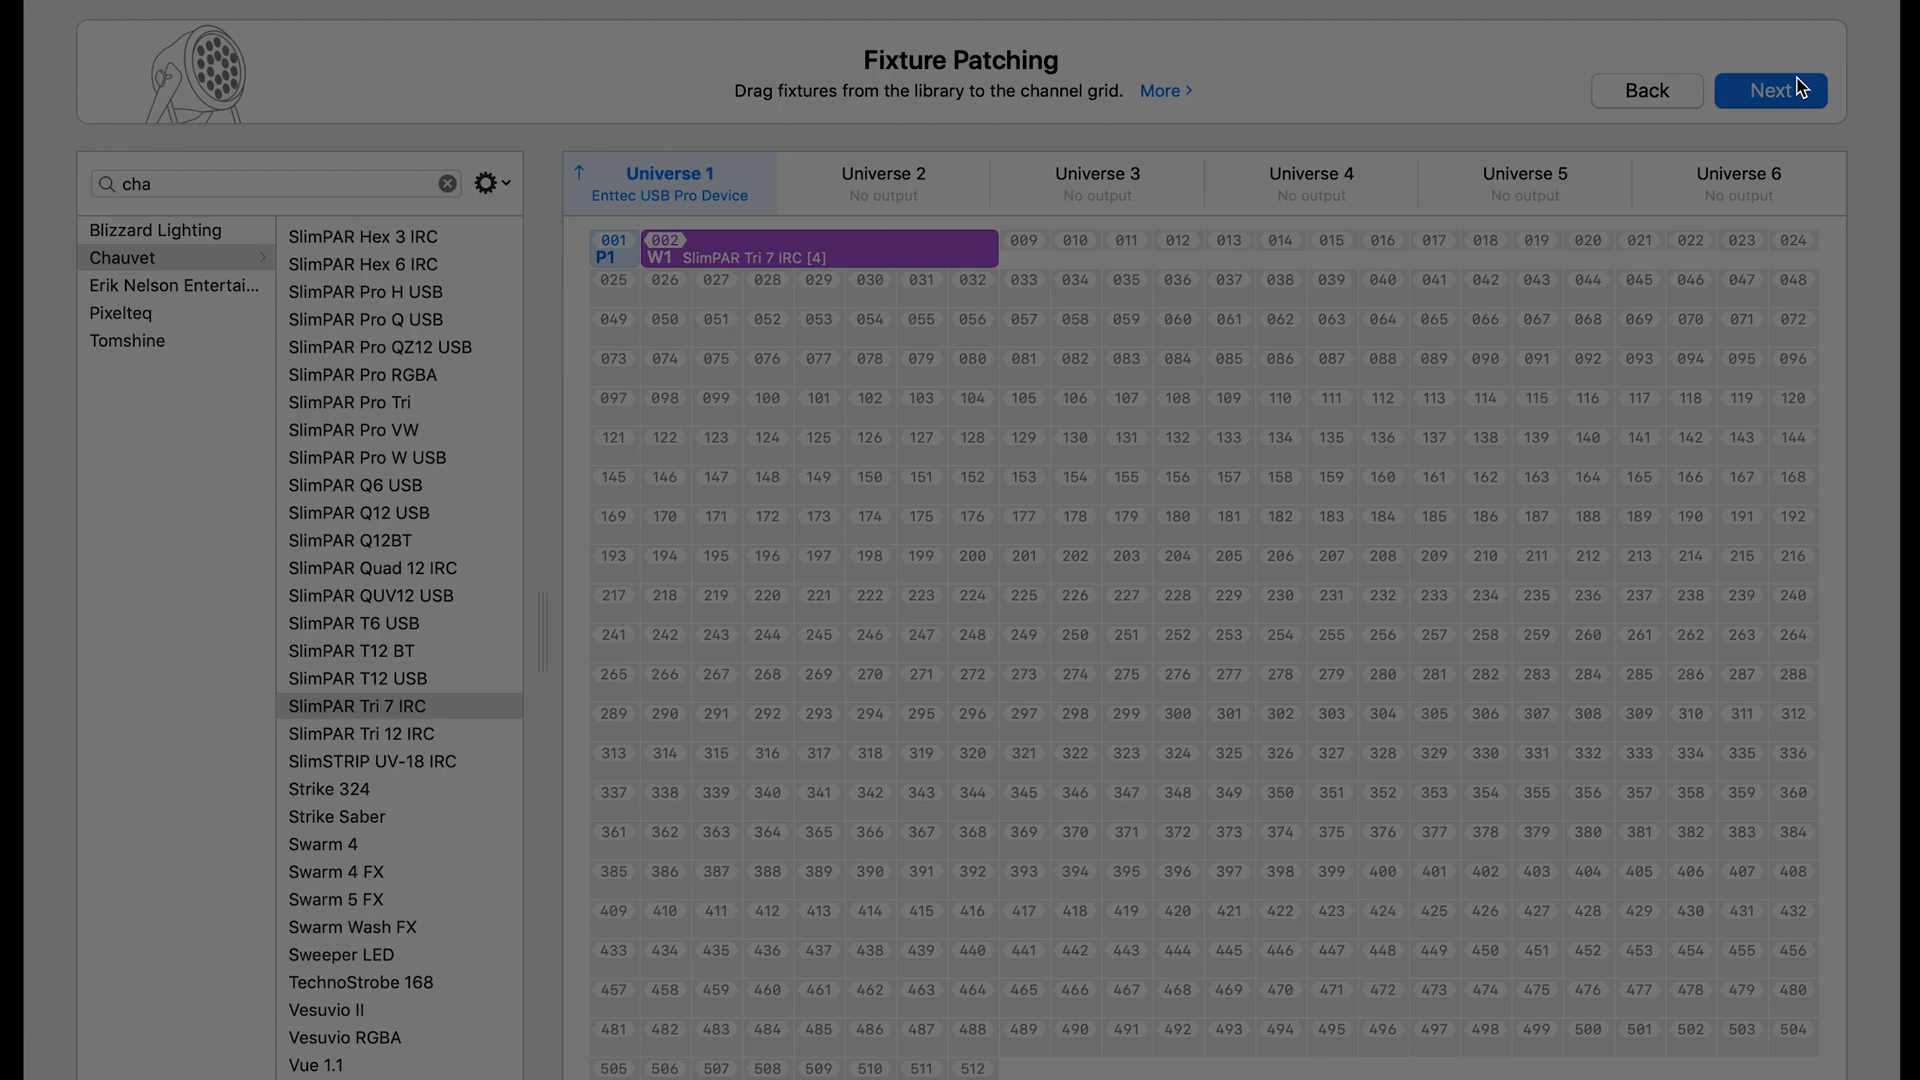 Fixture Patching
Drag fixtures from the library to the channel grid. More >
Back
Next
cha
Blizzard Lighting
Chauvet
Erik Nelson Entertai...
Pixelteq
Tomshine
SlimPAR Hex 3 IRC
SlimPAR Hex 6 IRC
SlimPAR Pro H USB
SlimPAR Pro Q USB
SlimPAR Pro QZ12 USB
SlimPAR Pro RGBA
SlimPAR Pro Tri
SlimPAR Pro VW
SlimPAR Pro W USB
SlimPAR Q6 USB
SlimPAR Q12 USB
SlimPAR Q12BT
SlimPAR Quad 12 IRC
SlimPAR QUV12 USB
SlimPAR T6 USB
SlimPAR T12 BT
SlimPAR T12 USB
SlimPAR Tri 7 IRC
SlimPAR Tri 12 IRC
SlimSTRIP UV-18 IRC
Strike 324
Strike Saber
Swarm 4
Swarm 4 FX
Swarm 5 FX
Swarm Wash FX
Sweeper LED
TechnoStrobe 168
Vesuvio II
Vesuvio RGBA
Vue 1.1
Universe 1 Universe 2 Universe 3 Universe 4 Universe 5 Universe 6
Enttec USB Pro Device No output No output No output No output No output
001 002 009 010 011 012 013 014 015 016 017 018 019 020 021 022 023 024
P1 W1 SlimPAR Tri 7 IRC [4]
025 026 027 028 029 030 031 032 033 034 035 036 037 038 039 040 041 042 043 044 045 046 047 048
049 050 051 052 053 054 055 056 057 058 059 060 061 062 063 064 065 066 067 068 069 070 071 072
073 074 075 076 077 078 079 080 081 082 083 084 085 086 087 088 089 090 091 092 093 094 095 096
097 098 099 100 101 102 103 104 105 106 107 108 109 110 111 112 113 114 115 116 117 118 119 120
121 122 123 124 125 126 127 128 129 130 131 132 133 134 135 136 137 138 139 140 141 142 143 144
145 146 147 148 149 150 151 152 153 154 155 156 157 158 159 160 161 162 163 164 165 166 167 168
169 170 171 172 173 174 175 176 177 178 179 180 181 182 183 184 185 186 187 188 189 190 191 192
193 194 195 196 197 198 199 200 201 202 203 204 205 206 207 208 209 210 211 212 213 214 215 216
217 218 219 220 221 222 223 224 225 226 227 228 229 230 231 232 233 234 235 236 237 238 239 240
241 242 243 244 245 246 247 248 249 250 251 252 253 254 255 256 257 258 259 260 261 262 263 264
265 266 267 268 269 270 271 272 273 274 275 276 277 278 279 280 281 282 283 284 285 286 287 288
289 290 291 292 293 294 295 296 297 298 299 300 301 302 303 304 305 306 307 308 309 310 311 312
313 314 315 316 317 318 319 320 321 322 323 324 325 326 327 328 329 330 331 332 333 334 335 336
337 338 339 340 341 342 343 344 345 346 347 348 349 350 351 352 353 354 355 356 357 358 359 360
361 362 363 364 365 366 367 368 369 370 371 372 373 374 375 376 377 378 379 380 381 382 383 384
385 386 387 388 389 390 391 392 393 394 395 396 397 398 399 400 401 402 403 404 405 406 407 408
409 410 411 412 413 414 415 416 417 418 419 420 421 422 423 424 425 426 427 428 429 430 431 432
433 434 435 436 437 438 439 440 441 442 443 444 445 446 447 448 449 450 451 452 453 454 455 456
457 458 459 460 461 462 463 464 465 466 467 468 469 470 471 472 473 474 475 476 477 478 479 480
481 482 483 484 485 486 487 488 489 490 491 492 493 494 495 496 497 498 499 500 501 502 503 504
505 506 507 508 509 510 511 512